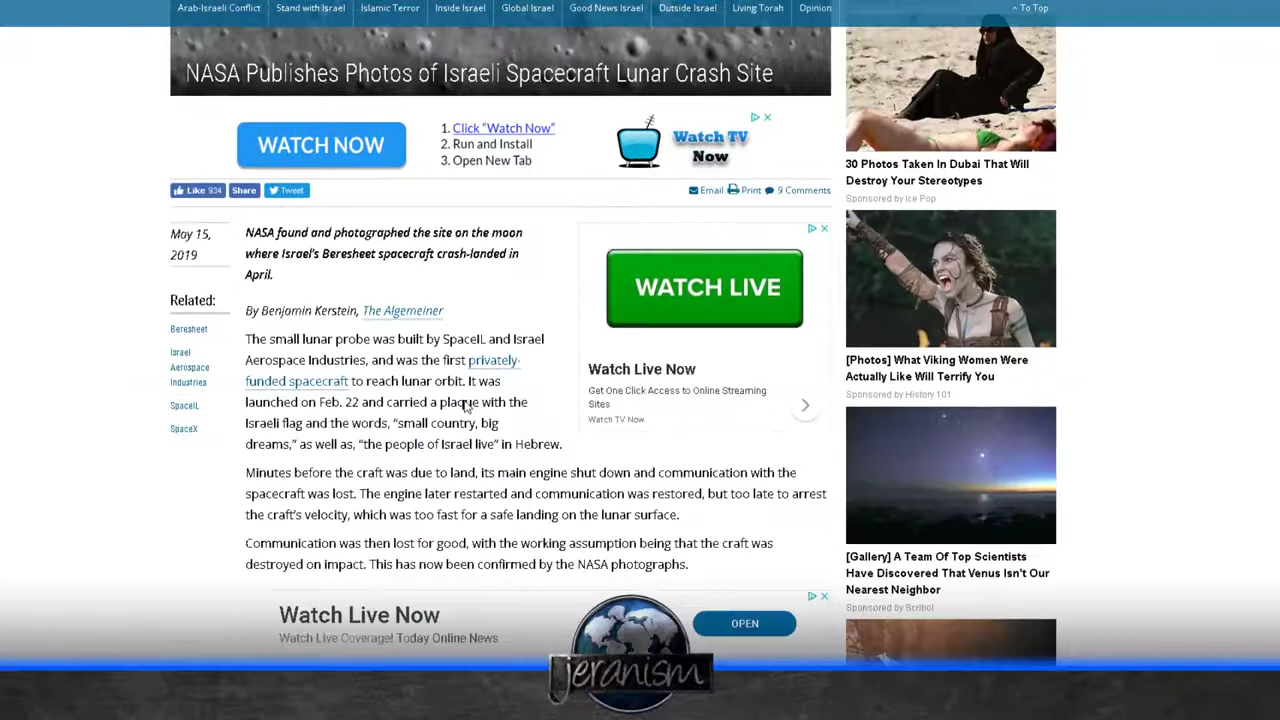 Arab-Israeli Conflict
Stand with Israel
Islamic Terror
Inside Israel
Global Israel
Good News Israel
Outside Israel
Living Torah
Opinion
^ To Top
NASA Publishes Photos of Israeli Spacecraft Lunar Crash Site
WATCH NOW
1. Click “Watch Now”
2. Run and Install
3. Open New Tab
Watch TV
Now
Like 934
Share
Tweet
Email
Print
9 Comments
May 15,
2019
Related:
Beresheet
Israel
Aerospace
Industries
SpaceIL
SpaceX
NASA found and photographed the site on the moon
where Israel’s Beresheet spacecraft crash-landed in
April.
By Benjamin Kerstein, The Algemeiner
The small lunar probe was built by SpaceIL and Israel
Aerospace Industries, and was the first privately-
funded spacecraft to reach lunar orbit. It was
launched on Feb. 22 and carried a plaque with the
Israeli flag and the words, “small country, big
dreams,” as well as, “the people of Israel live” in Hebrew.
Minutes before the craft was due to land, its main engine shut down and communication with the
spacecraft was lost. The engine later restarted and communication was restored, but too late to arrest
the craft’s velocity, which was too fast for a safe landing on the lunar surface.
Communication was then lost for good, with the working assumption being that the craft was
destroyed on impact. This has now been confirmed by the NASA photographs.
WATCH LIVE
Watch Live Now
Get One Click Access to Online Streaming
Sites
Watch TV Now
Watch Live Now
Watch Live Coverage! Today Online News
OPEN
30 Photos Taken In Dubai That Will
Destroy Your Stereotypes
Sponsored by Ice Pop
[Photos] What Viking Women Were
Actually Like Will Terrify You
Sponsored by History 101
[Gallery] A Team Of Top Scientists
Have Discovered That Venus Isn't Our
Nearest Neighbor
Sponsored by Scribol
jeranism